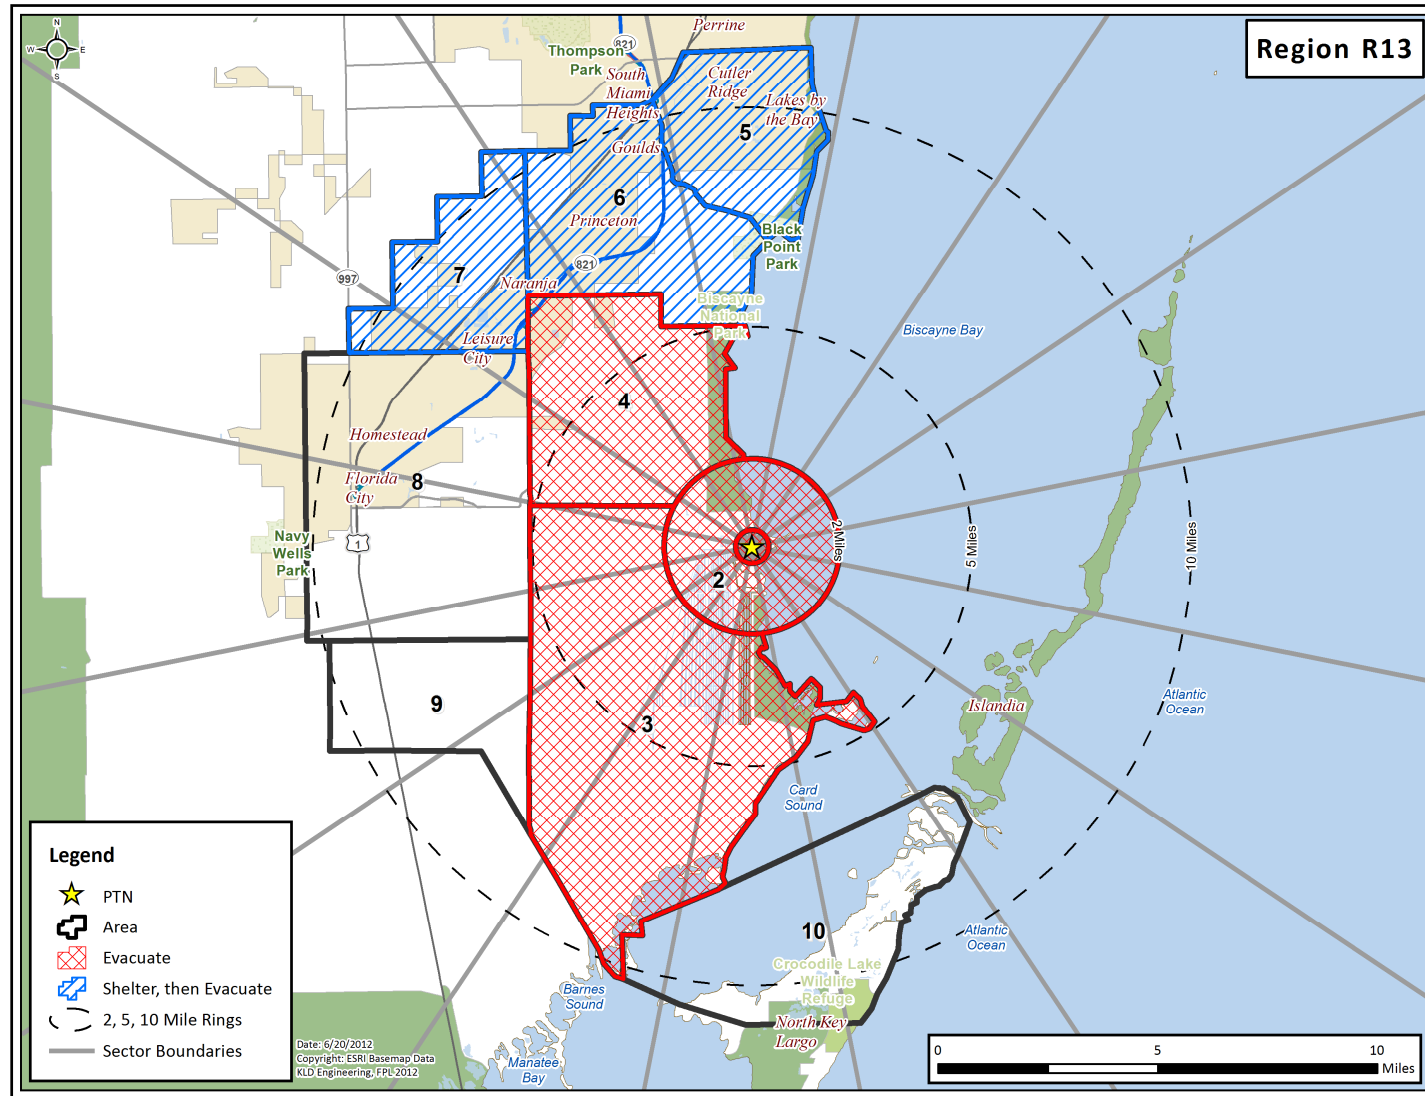 Region R13
N
W
E
S
Perrine
821
Thompson
Park
South
Miami
Heights
Cutler
Ridge
Lakes by
the Bay
5
Goulds
6
Princeton
Black
Point
Park
821
997
7
Naranja
Biscayne
National
Park
Biscayne Bay
Leisure
City
4
Homestead
Florida
City
8
Navy
Wells
Park
1
2 Miles
5 Miles
10 Miles
2
9
3
Islandia
Atlantic
Ocean
Card
Sound
10
Atlantic
Ocean
Crocodile Lake
Wildlife
Refuge
Barnes
Sound
North Key
Largo
Manatee
Bay
Legend
PTN
Area
Evacuate
Shelter, then Evacuate
2, 5, 10 Mile Rings
Sector Boundaries
Date: 6/20/2012
Copyright: ESRI Basemap Data
KLD Engineering, FPL 2012
0
5
10
Miles